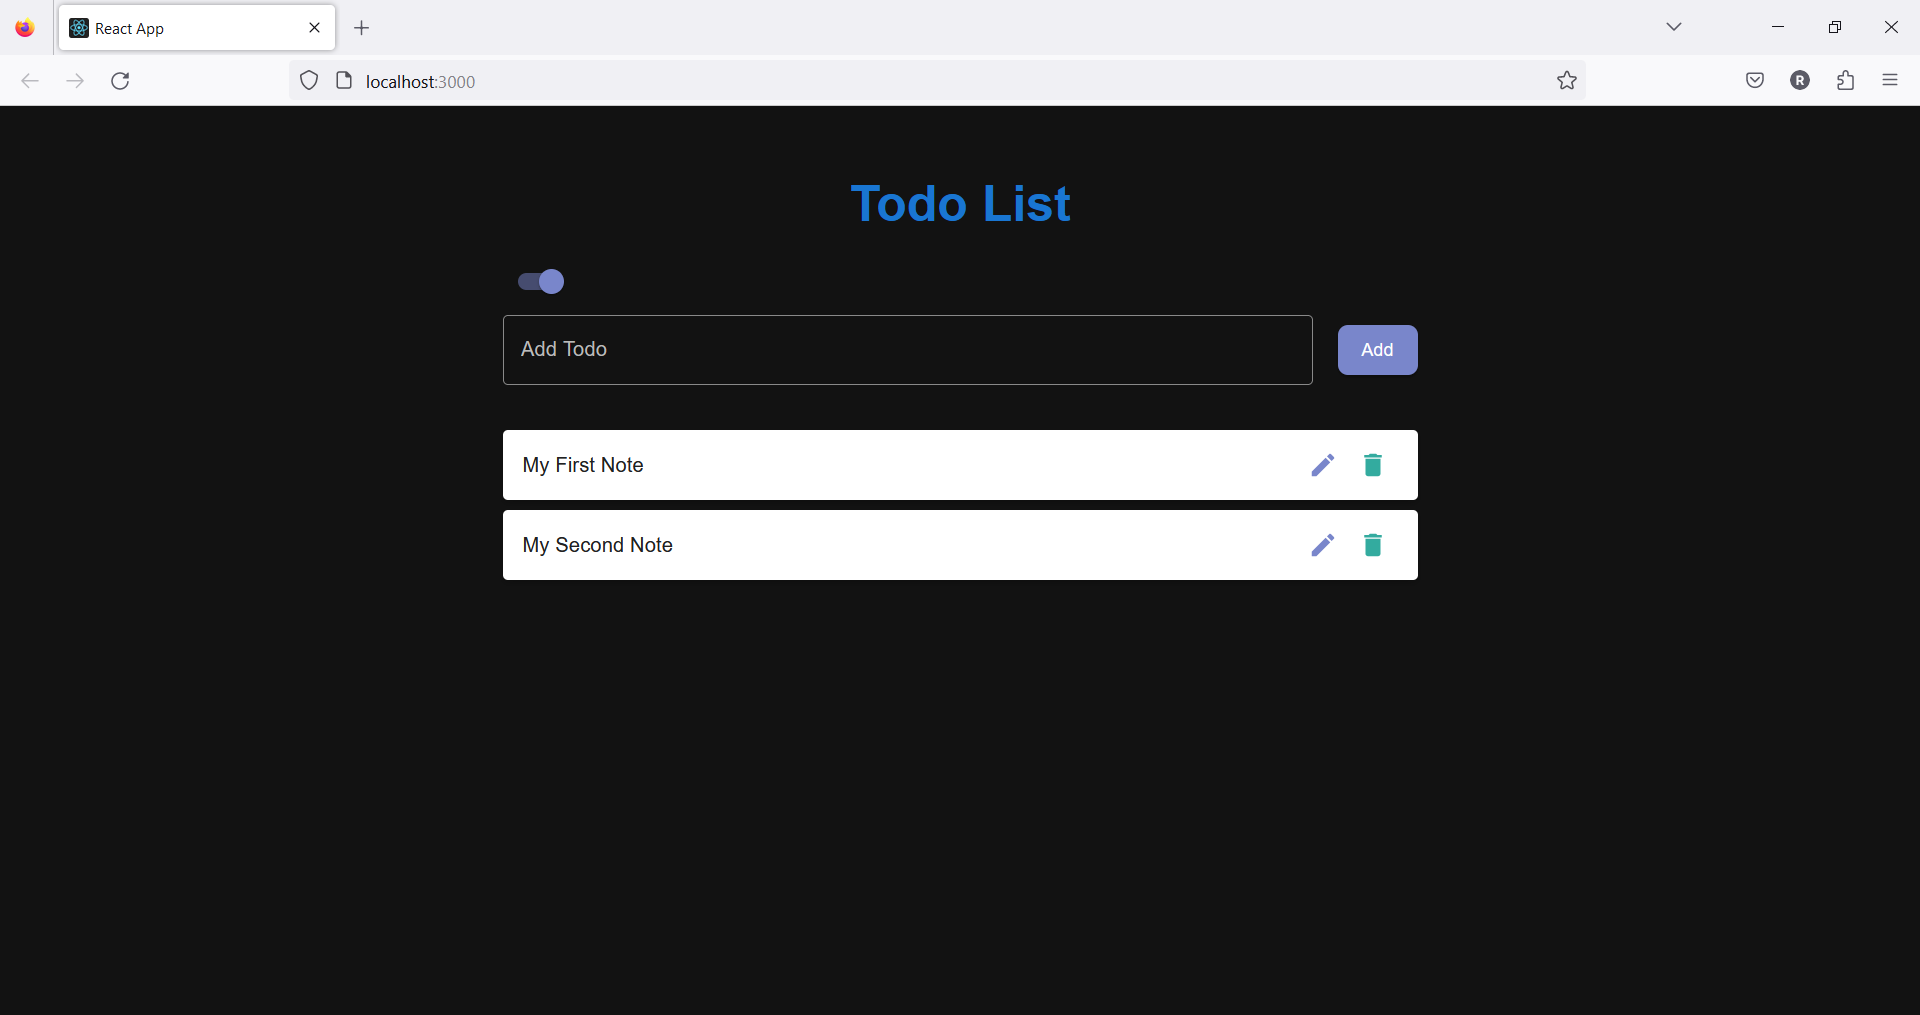 React App
localhost:3000
R
Todo List
Add Todo
Add
My First Note
My Second Note